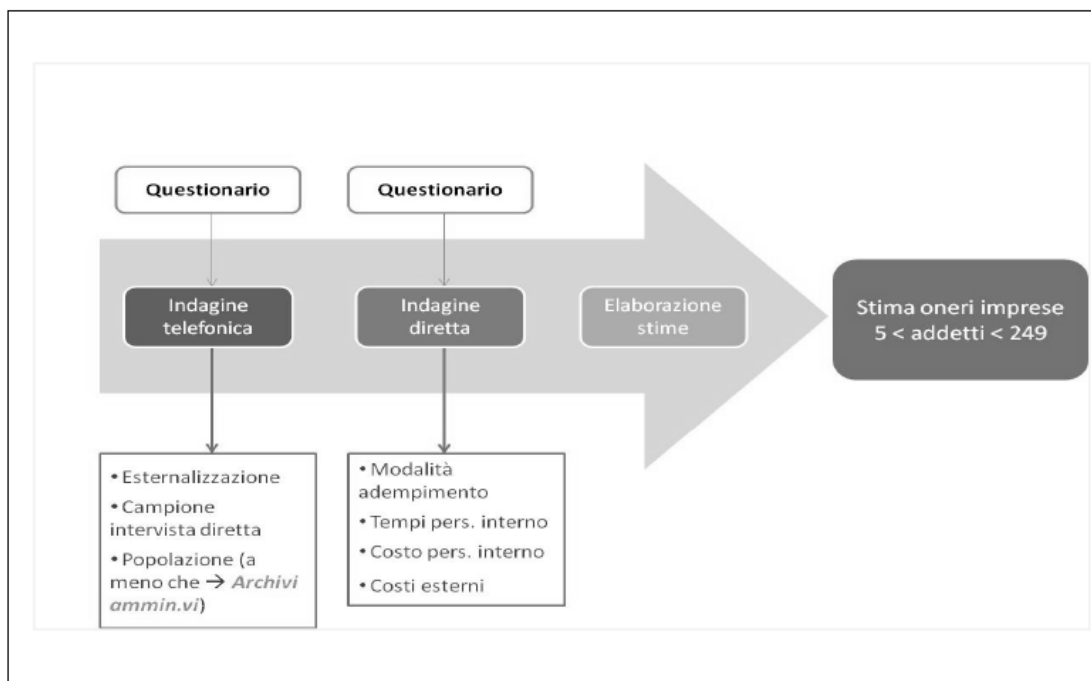 Questionario
Questionario
Indagine
telefonica
Indagine
diretta
Elaborazione
stime
Stima oneri imprese
5 < addetti < 249
• Esternalizzazione
• Campione
intervista diretta
• Popolazione (a
meno che → Archivi
ammin.vi)
• Modalità
adempimento
• Tempi pers. interno
• Costo pers. interno
• Costi esterni